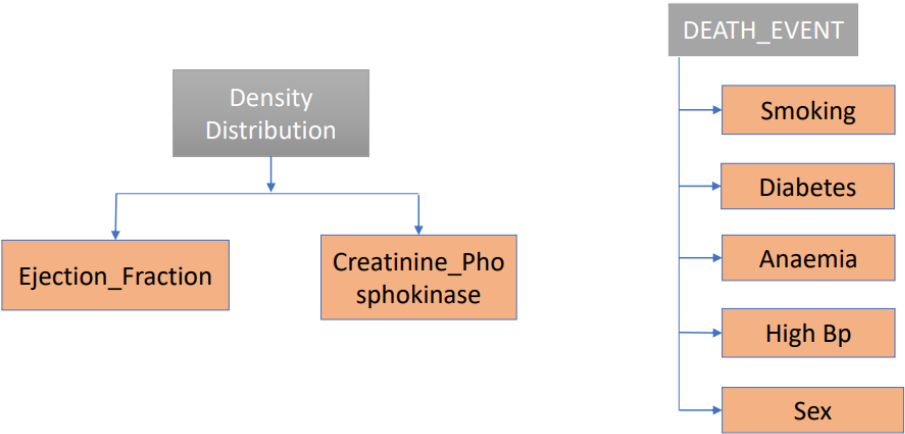 Density
Distribution
Ejection_Fraction
Creatinine_Pho
sphokinase
DEATH_EVENT
Smoking
Diabetes
Anaemia
High Bp
Sex